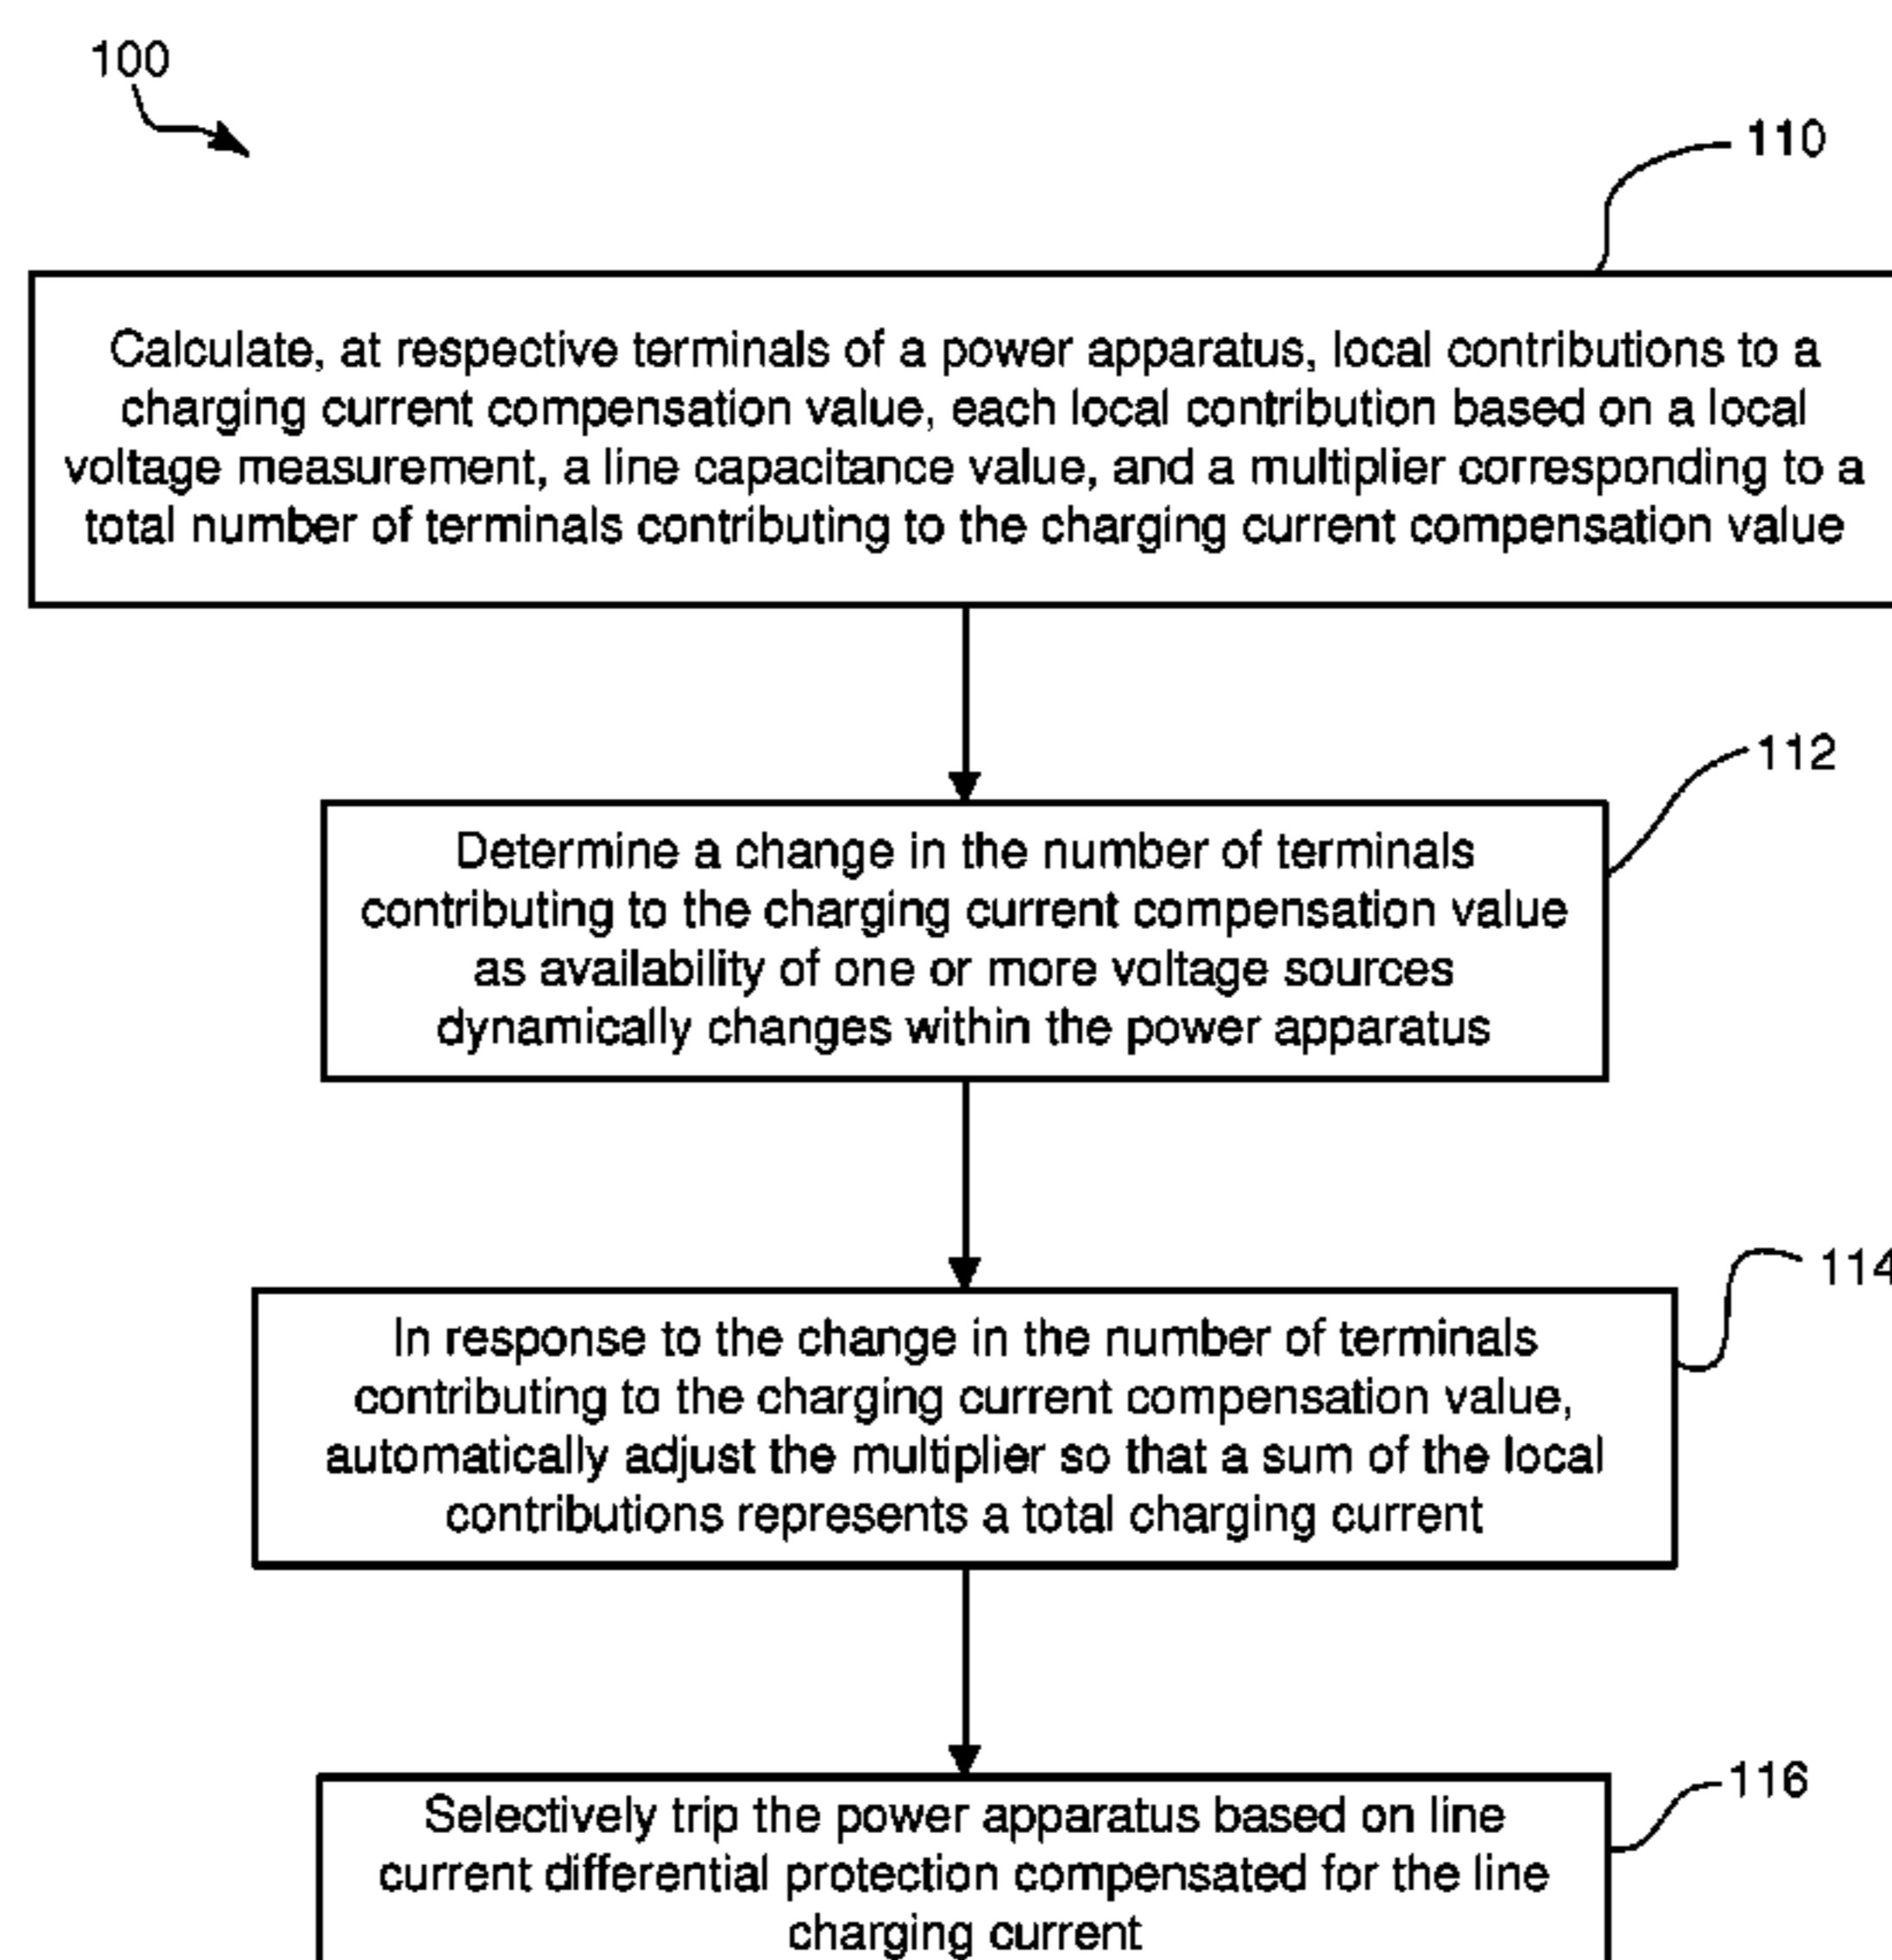 100
110
Calculate, at respective terminals of a power apparatus, local contributions to a
charging current compensation value, each local contribution based on a local
voltage measurement, a line capacitance value, and a multiplier corresponding to a
total number of terminals contributing to the charging current compensation value
112
Determine a change in the number of terminals
contributing to the charging current compensation value
as availability of one or more voltage sources
dynamically changes within the power apparatus
114
In response to the change in the number of terminals
contributing to the charging current compensation value,
automatically adjust the multiplier so that a sum of the local
contributions represents a total charging current
116
Selectively trip the power apparatus based on line
current differential protection compensated for the line
charging current